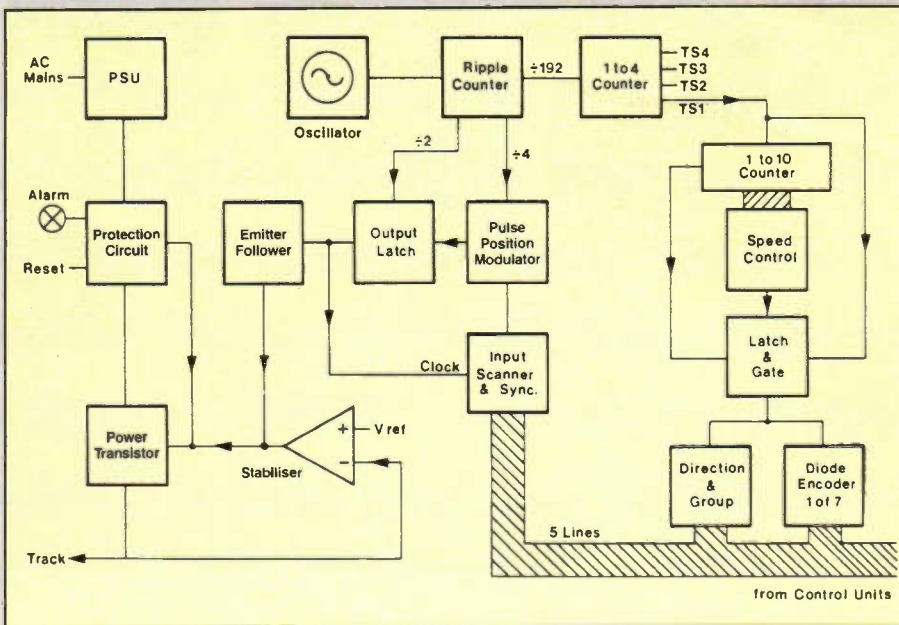 AC
Mains
PSU
Oscillator
Ripple
Counter
÷192
1 to 4
Counter
TS4
TS3
TS2
TS1
÷2
÷4
1 to 10
Counter
Alarm
Reset
Protection
Circuit
Emitter
Follower
Output
Latch
Pulse
Position
Modulator
Speed
Control
Clock
Input
Scanner
& Sync.
Latch
&
Gate
Power
Transistor
+
V ref
−
Stabiliser
Direction
&
Group
Diode
Encoder
1 of 7
Track
5 Lines
from Control Units